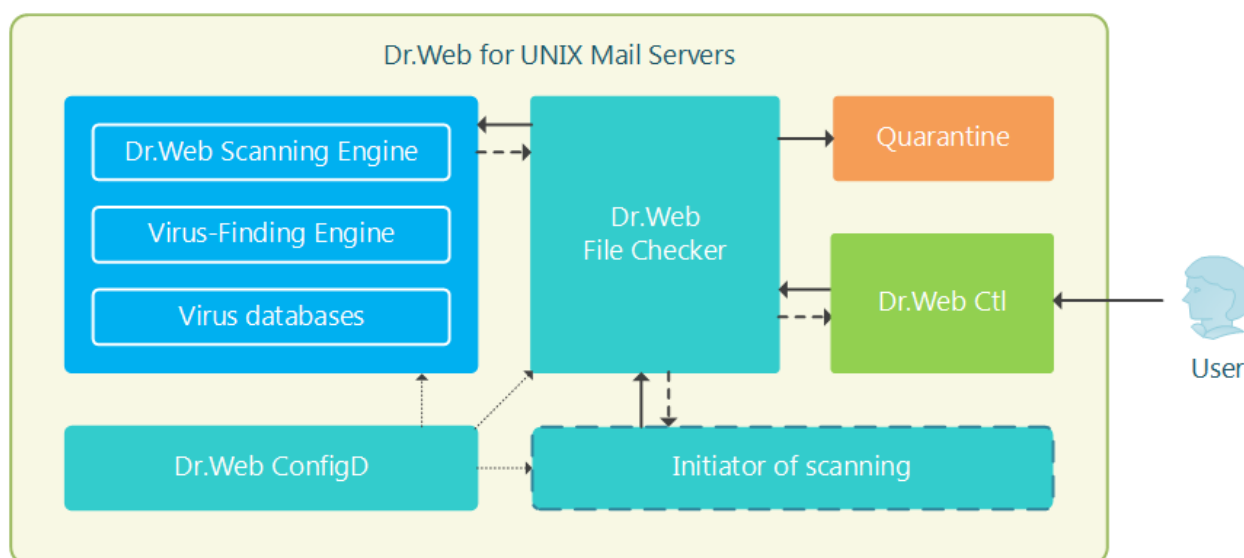 Dr.Web for UNIX Mail Servers
Dr.Web Scanning Engine
Virus-Finding Engine
Virus databases
Dr.Web
File Checker
Quarantine
Dr.Web Ctl
User
Dr.Web ConfigD
Initiator of scanning